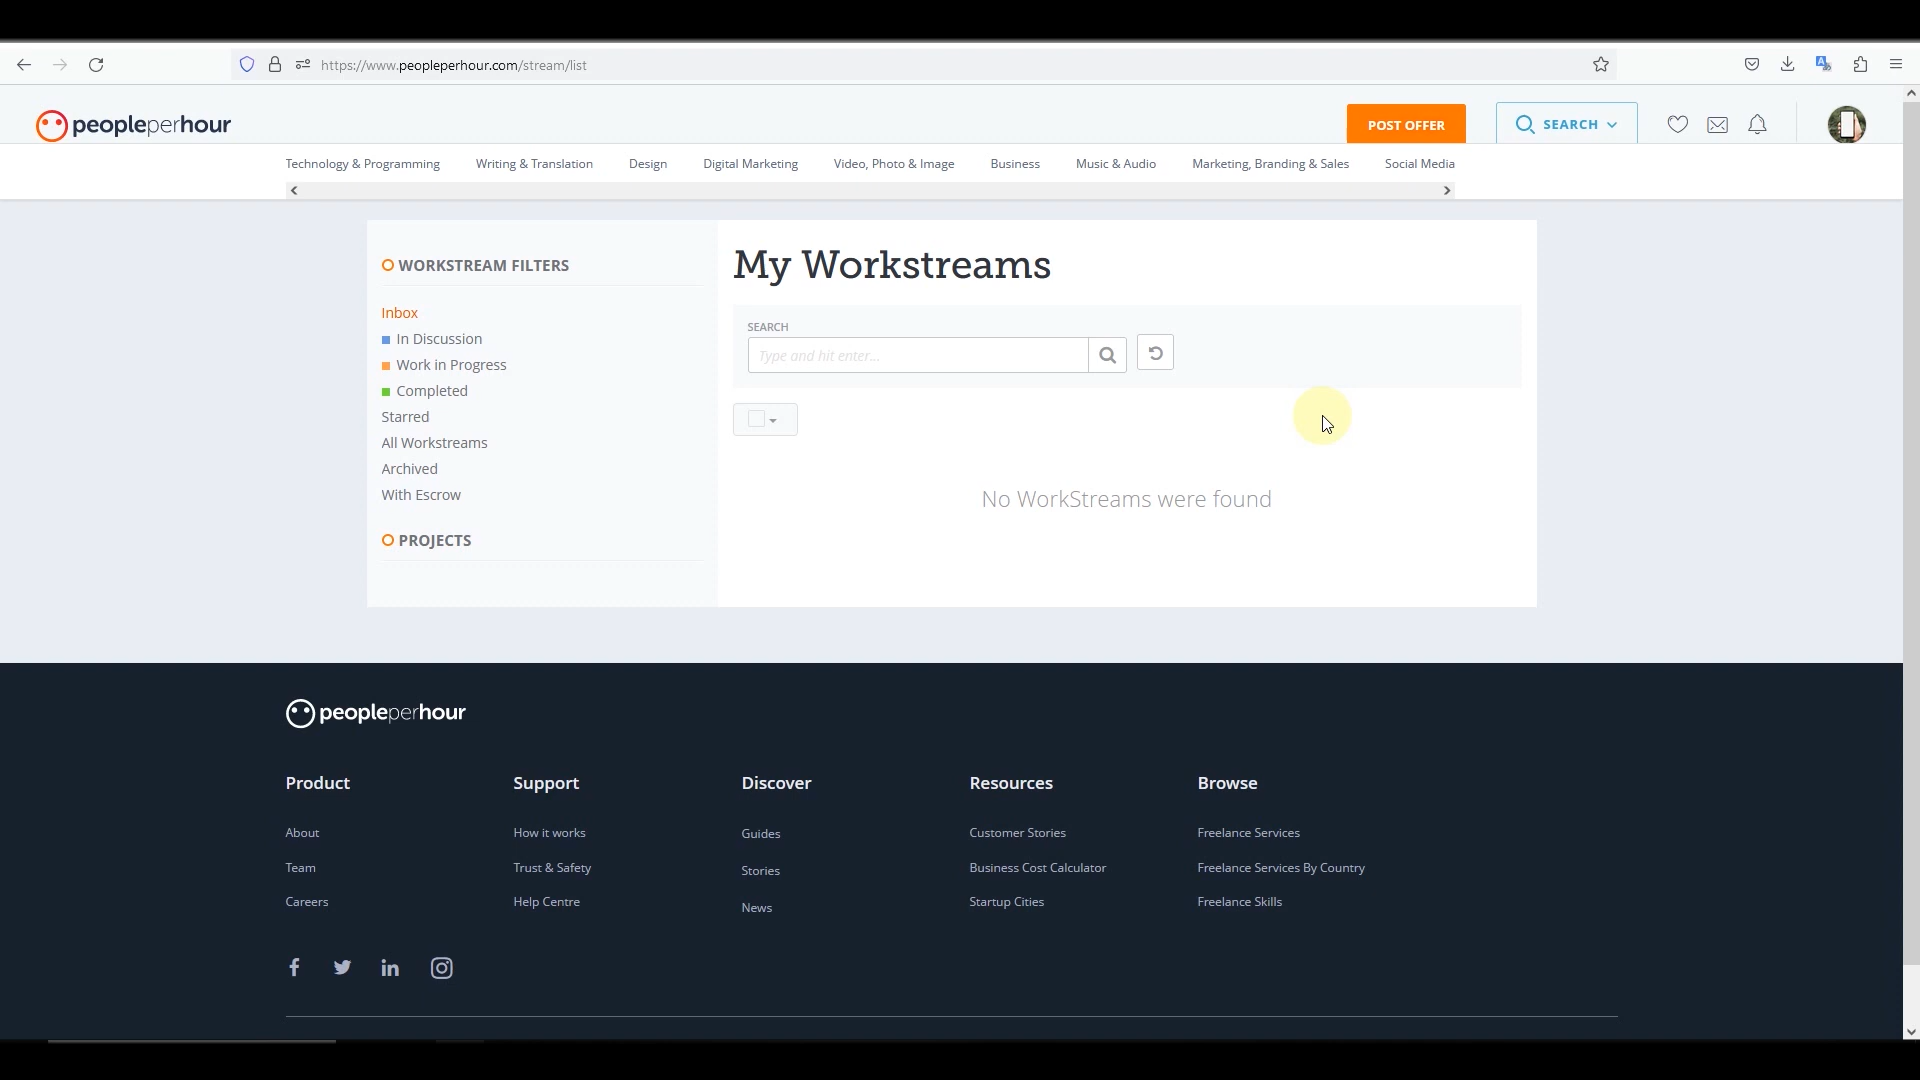 https://www.peopleperhour.com/stream/list
peopleperhour
POST OFFER
SEARCH
Technology & Programming
Writing & Translation
Design
Digital Marketing
Video, Photo & Image
Business
Music & Audio
Marketing, Branding & Sales
Social Media
WORKSTREAM FILTERS
Inbox
In Discussion
Work in Progress
Completed
Starred
All Workstreams
Archived
With Escrow
PROJECTS
My Workstreams
SEARCH
Type and hit enter...
No WorkStreams were found
peopleperhour
Product
About
Team
Careers
Support
How it works
Trust & Safety
Help Centre
Discover
Guides
Stories
News
Resources
Customer Stories
Business Cost Calculator
Startup Cities
Browse
Freelance Services
Freelance Services By Country
Freelance Skills